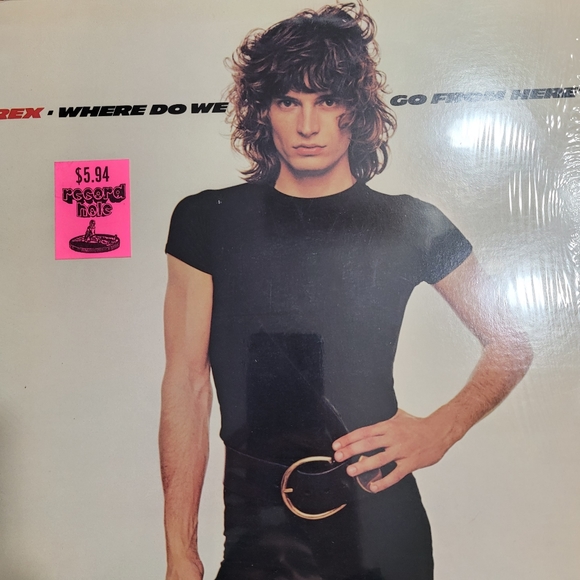 REX · WHERE DO WE GO FROM HERE?
$5.94
record
hole